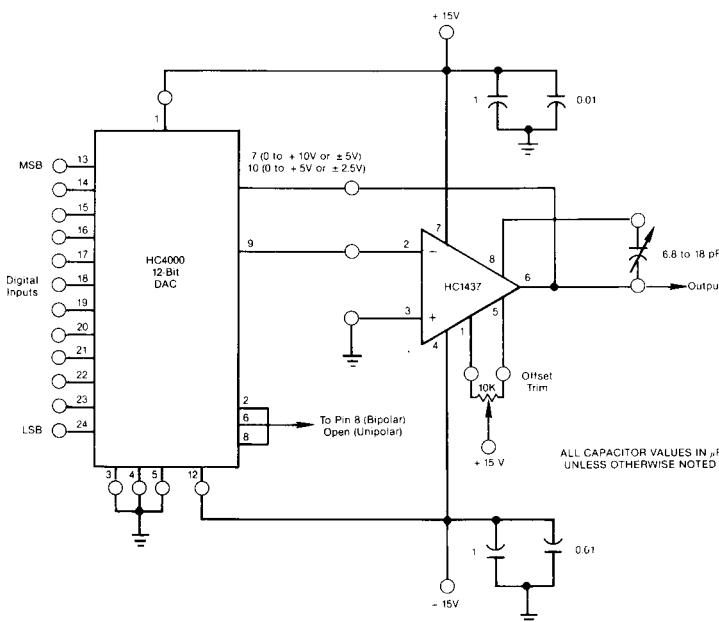 + 15V
1
0.01
1
7 (0 to + 10V or ± 5V)
10 (0 to + 5V or ± 2.5V)
MSB
13
14
15
16
17
18
19
20
21
22
23
24
Digital
Inputs
LSB
HC4000
12-Bit
DAC
9
2
3
7
8
HC1437
6
5
1
4
6.8 to 18 pF
Output
10K
Offset
Trim
+ 15 V
2
6
8
To Pin 8 (Bipolar)
Open (Unipolar)
ALL CAPACITOR VALUES IN µF
UNLESS OTHERWISE NOTED
3
4
5
12
1
0.01
- 15V